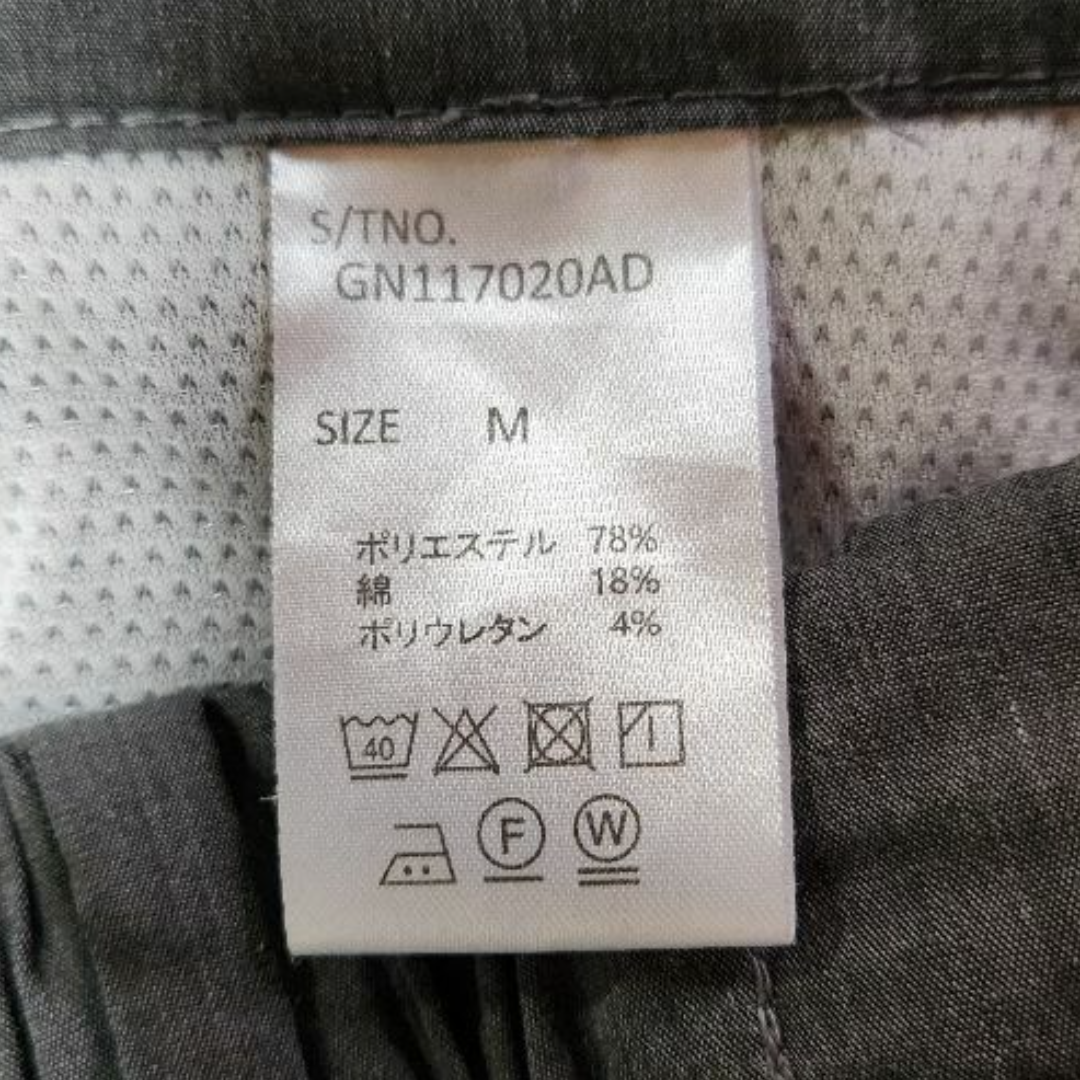 S/TNO.
GN117020AD
SIZE M
ポリエステル 78%
綿 18%
ポリウレタン 4%
40
F W